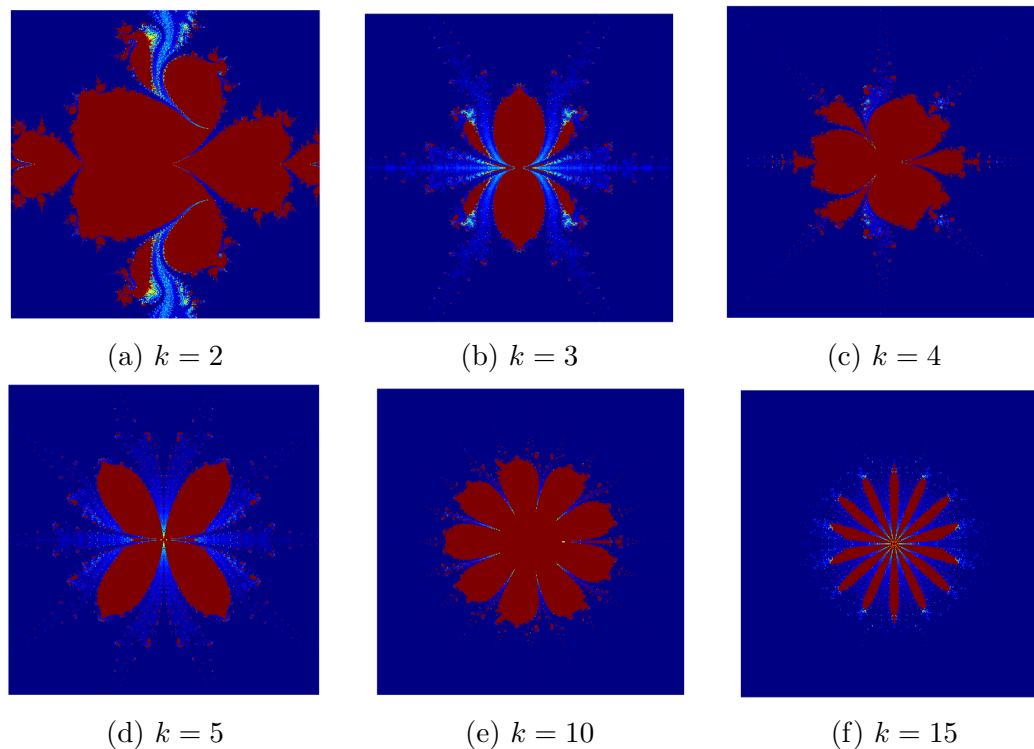 (a) k = 2
(b) k = 3
(c) k = 4
(d) k = 5
(e) k = 10
(f) k = 15